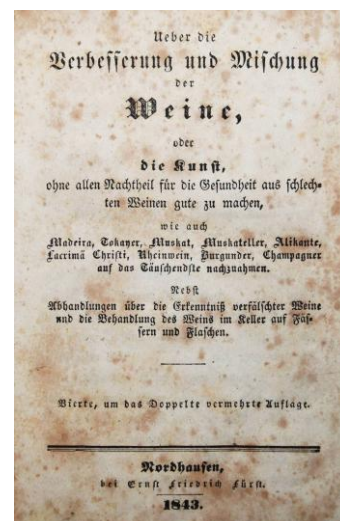 Ueber die
Verbesserung und Mischung
der
Weine,
oder
die Kunst,
ohne allen Nachtheil für die Gesundheit aus schlech-
ten Weinen gute zu machen,
wie auch
Madeira, Tokayer, Muskat, Muskateller, Alikante,
Lacrimä Christi, Rheinwein, Burgunder, Champagner
auf das Täuschendste nachzuahmen.
Nebst
Abhandlungen über die Erkenntniß verfälschter Weine
und die Behandlung des Weins im Keller auf Fäs-
sern und Flaschen.
Vierte, um das Doppelte vermehrte Auflage.
Nordhausen,
bei Ernst Friedrich Fürst.
1843.